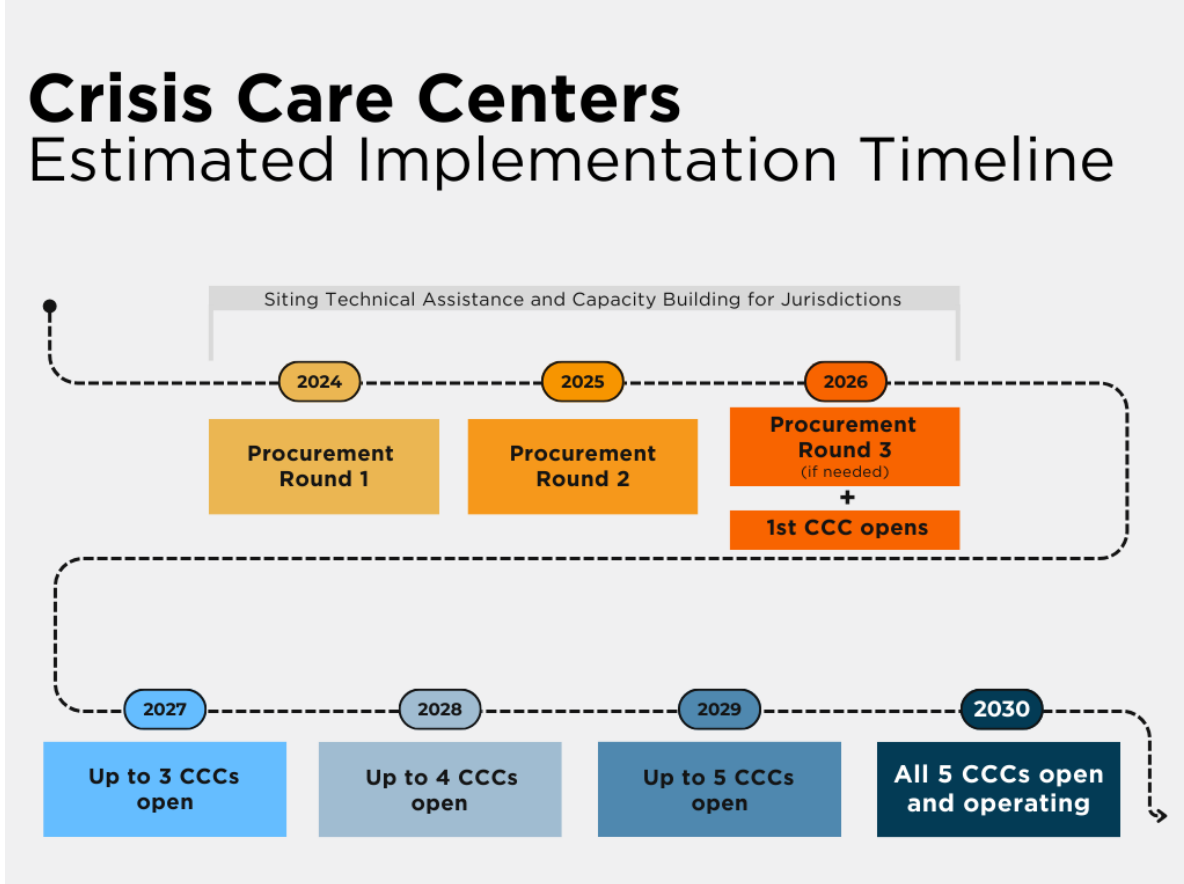 Crisis Care Centers
Estimated Implementation Timeline
Siting Technical Assistance and Capacity Building for Jurisdictions
2024
2025
2026
Procurement
Round 1
Procurement
Round 2
Procurement
Round 3
(if needed)
+
1st CCC opens
2027
2028
2029
2030
Up to 3 CCCs
open
Up to 4 CCCs
open
Up to 5 CCCs
open
All 5 CCCs open
and operating